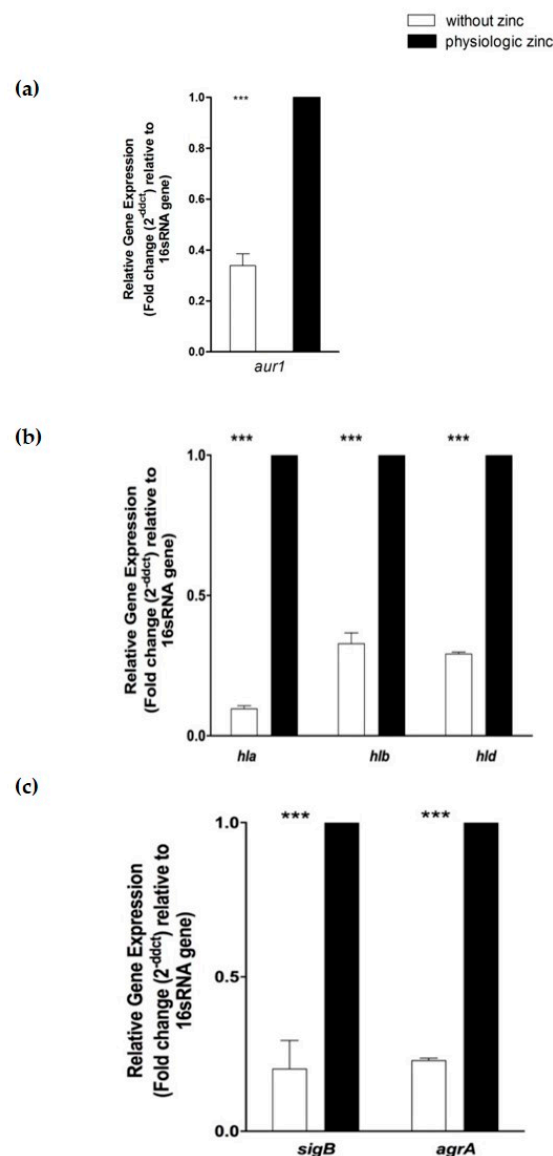 without zinc
physiologic zinc
(a)
Relative Gene Expression
(Fold change (2⁻ᵈᵈᶜᵗ) relative to
16sRNA gene)
1.0
0.8
0.6
0.4
0.2
0.0
***
aur1
(b)
Relative Gene Expression
(Fold change (2⁻ᵈᵈᶜᵗ) relative to
16sRNA gene)
1.0
0.5
0.0
*** *** ***
hla hlb hld
(c)
Relative Gene Expression
(Fold change (2⁻ᵈᵈᶜᵗ) relative to
16sRNA gene)
1.0
0.5
0.0
*** ***
sigB agrA